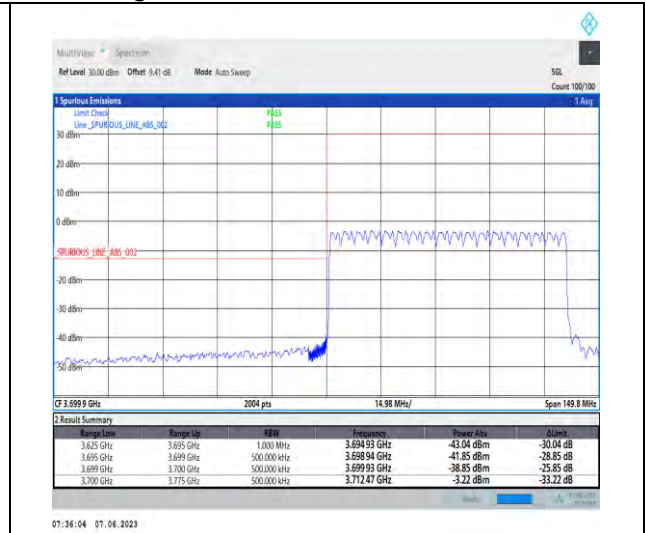 MultiView Spectrum
Ref Level 30.00 dBm Offset 9.41 dB Mode Auto Sweep SGL
Count 100/100
1 Spurious Emissions 1 Avg
Limit Check PASS
Line _SPURIOUS_LINE_ABS_002 PASS
30 dBm
20 dBm
10 dBm
0 dBm
_SPURIOUS_LINE_ABS_002
-20 dBm
-30 dBm
-40 dBm
-50 dBm
CF 3.699 9 GHz 2004 pts 14.98 MHz/ Span 149.8 MHz
2 Result Summary
Range Low Range Up RBW Frequency Power Abs ΔLimit
3.625 GHz 3.695 GHz 1.000 MHz 3.694 93 GHz -43.04 dBm -30.04 dB
3.695 GHz 3.699 GHz 500.000 kHz 3.698 94 GHz -41.85 dBm -28.85 dB
3.699 GHz 3.700 GHz 500.000 kHz 3.699 93 GHz -38.85 dBm -25.85 dB
3.700 GHz 3.775 GHz 500.000 kHz 3.712 47 GHz -3.22 dBm -33.22 dB
07:36:04 07.06.2023